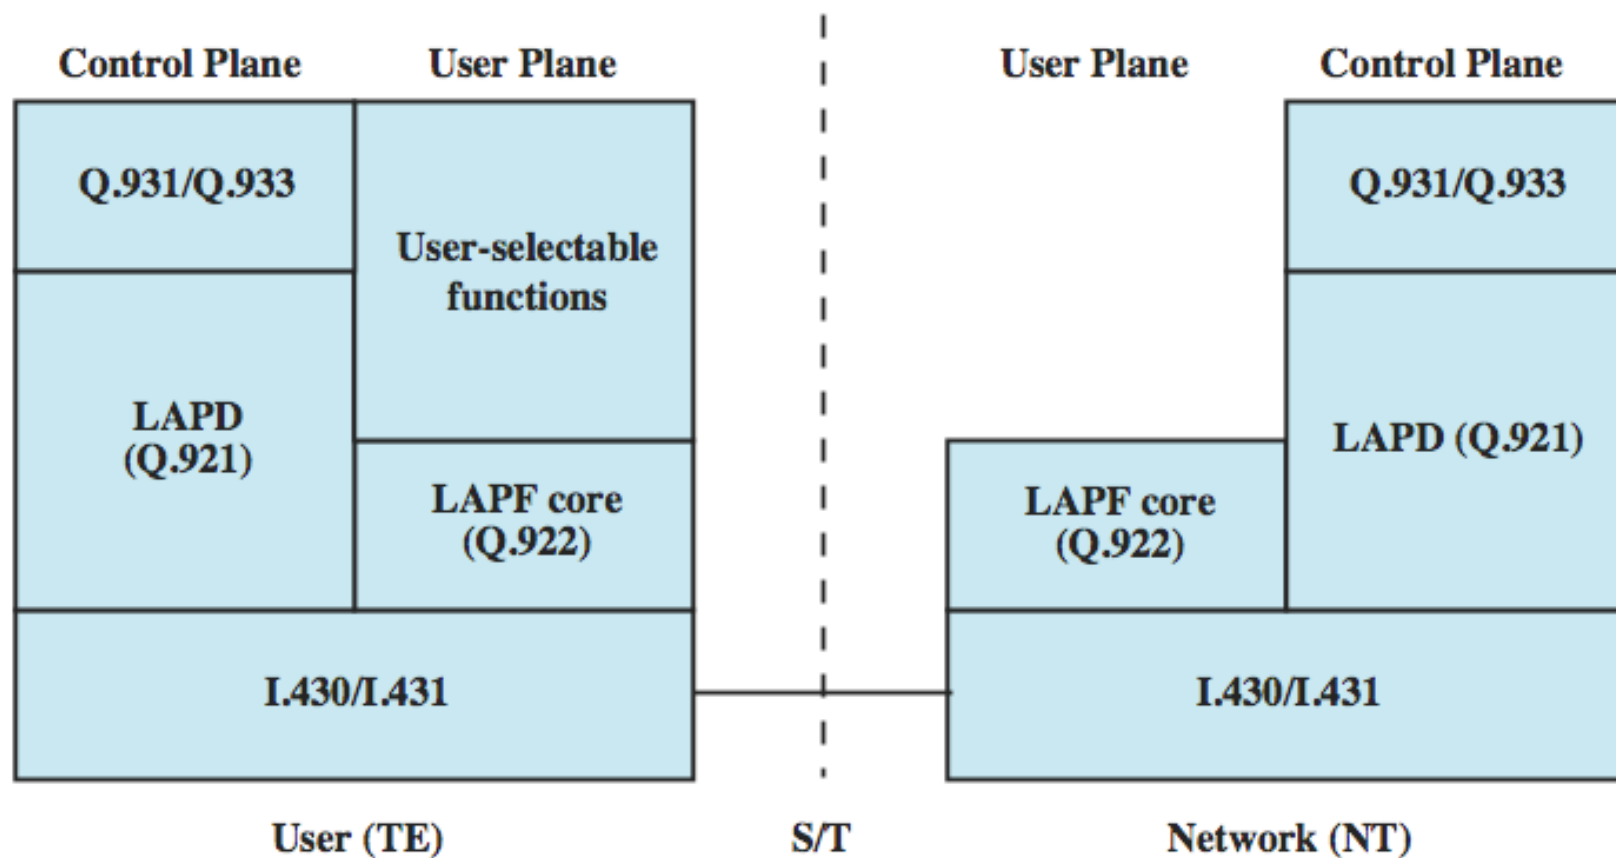 Control Plane
User Plane
User Plane
Control Plane
Q.931/Q.933
User-selectable
functions
LAPD
(Q.921)
LAPF core
(Q.922)
I.430/I.431
Q.931/Q.933
LAPD (Q.921)
LAPF core
(Q.922)
I.430/I.431
User (TE)
S/T
Network (NT)